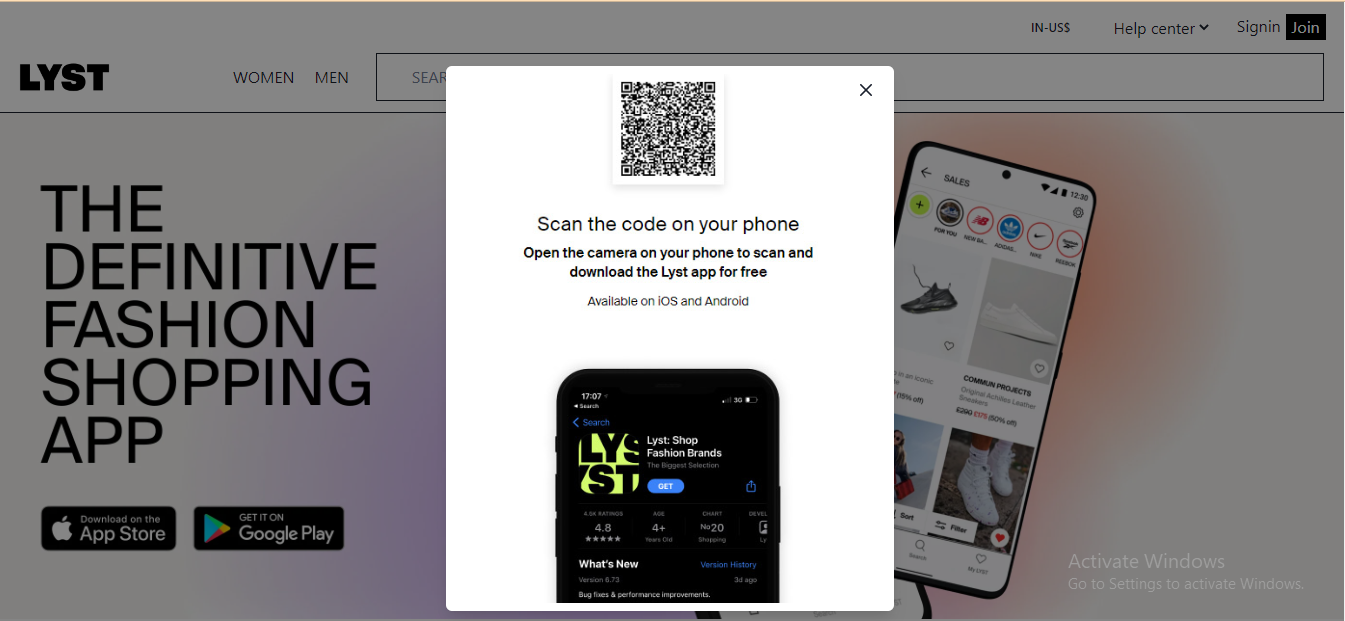 IN-US$
Help center
Signin
Join
LYST
WOMEN
MEN
SEAR
THE
DEFINITIVE
FASHION
SHOPPING
APP
Download on the
App Store
GET IT ON
Google Play
Scan the code on your phone
Open the camera on your phone to scan and
download the Lyst app for free
Available on iOS and Android
17:07
Search
3G
Search
LYST
Lyst: Shop
Fashion Brands
The Biggest Selection
GET
4.5K RATINGS
AGE
CHART
DEVEL
4.8
4+
No20
Years Old
Shopping
Ly
What's New
Version History
Version 6.73
3d ago
Bug fixes & performance improvements.
SALES
12:30
FOR YOU
NEW BA...
ADIDAS...
NIKE
REEBOK
in an iconic
(15% off)
COMMUN PROJECTS
Original Achilles Leather
Sneakers
£290 £175 (50% off)
Sort
Filter
Search
My LYST
Activate Windows
Go to Settings to activate Windows.